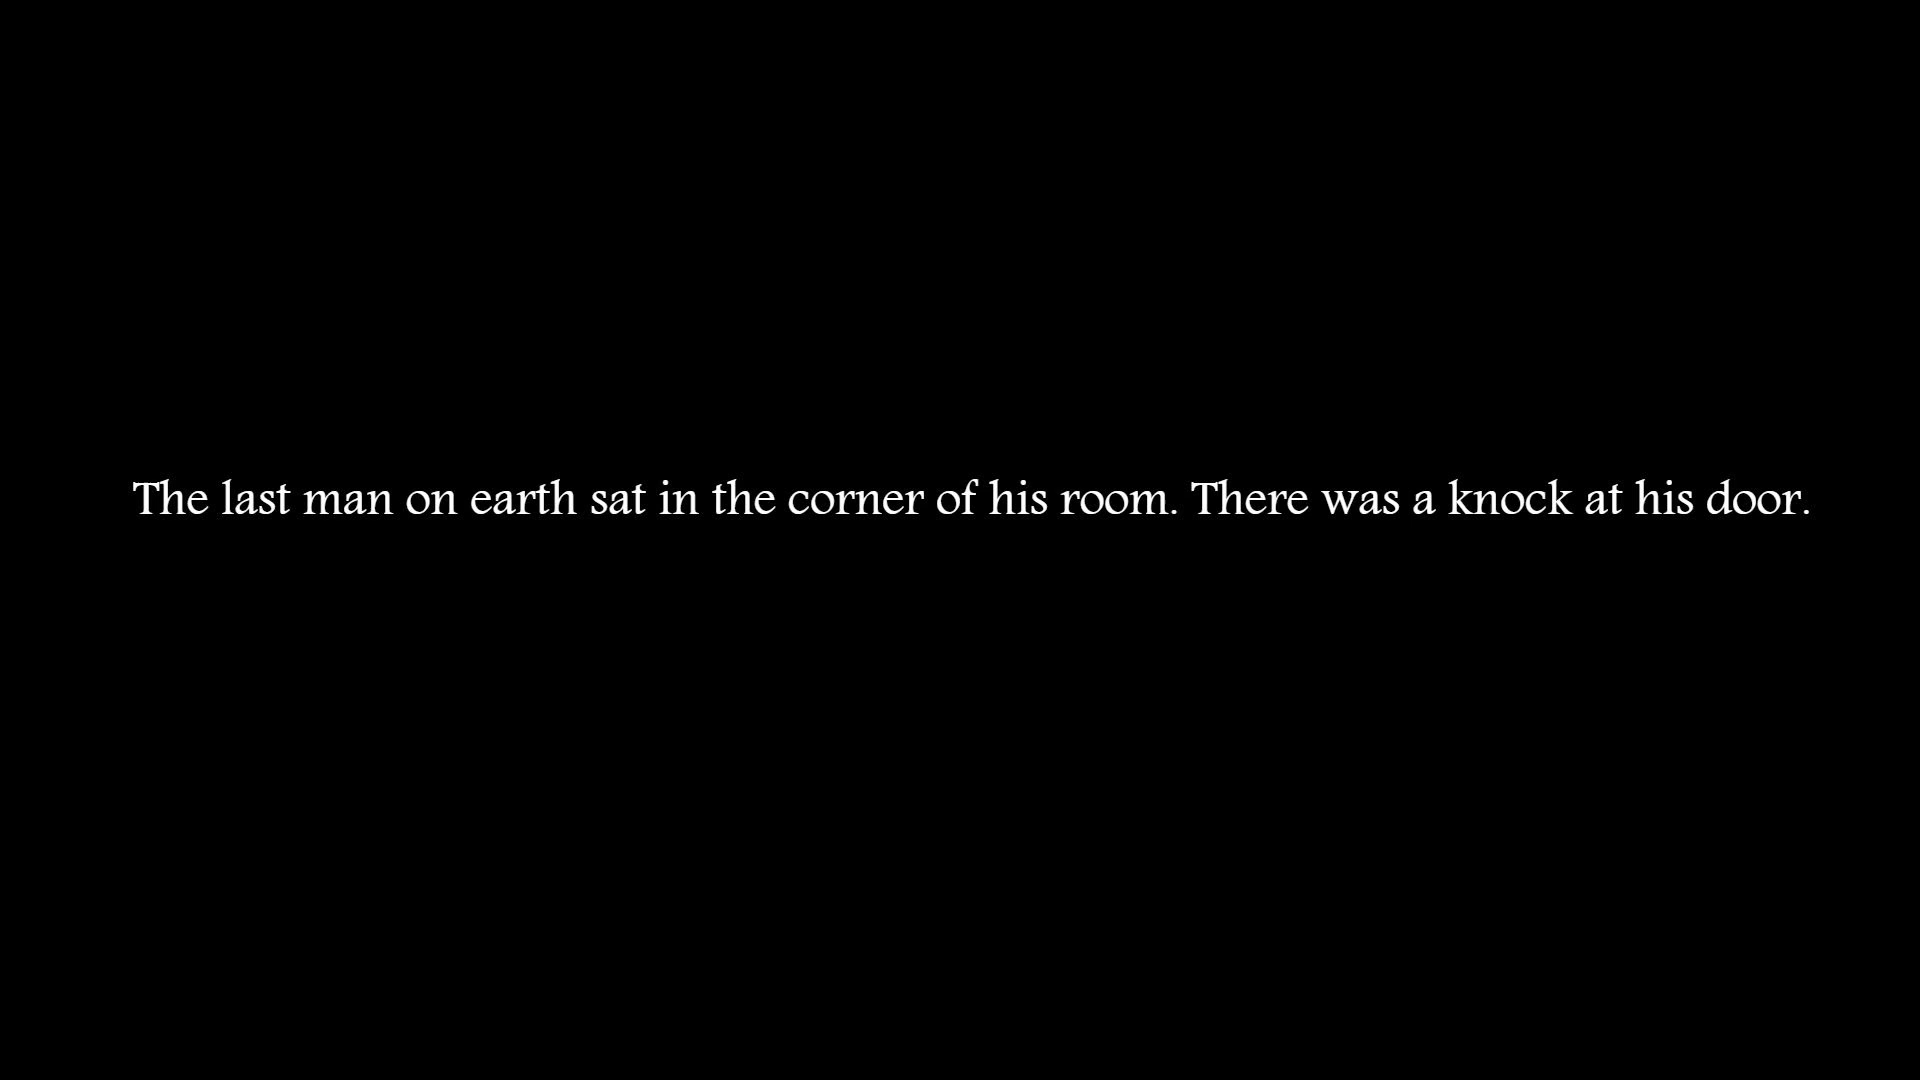 The last man on earth sat in the corner of his room. There was a knock at his door.